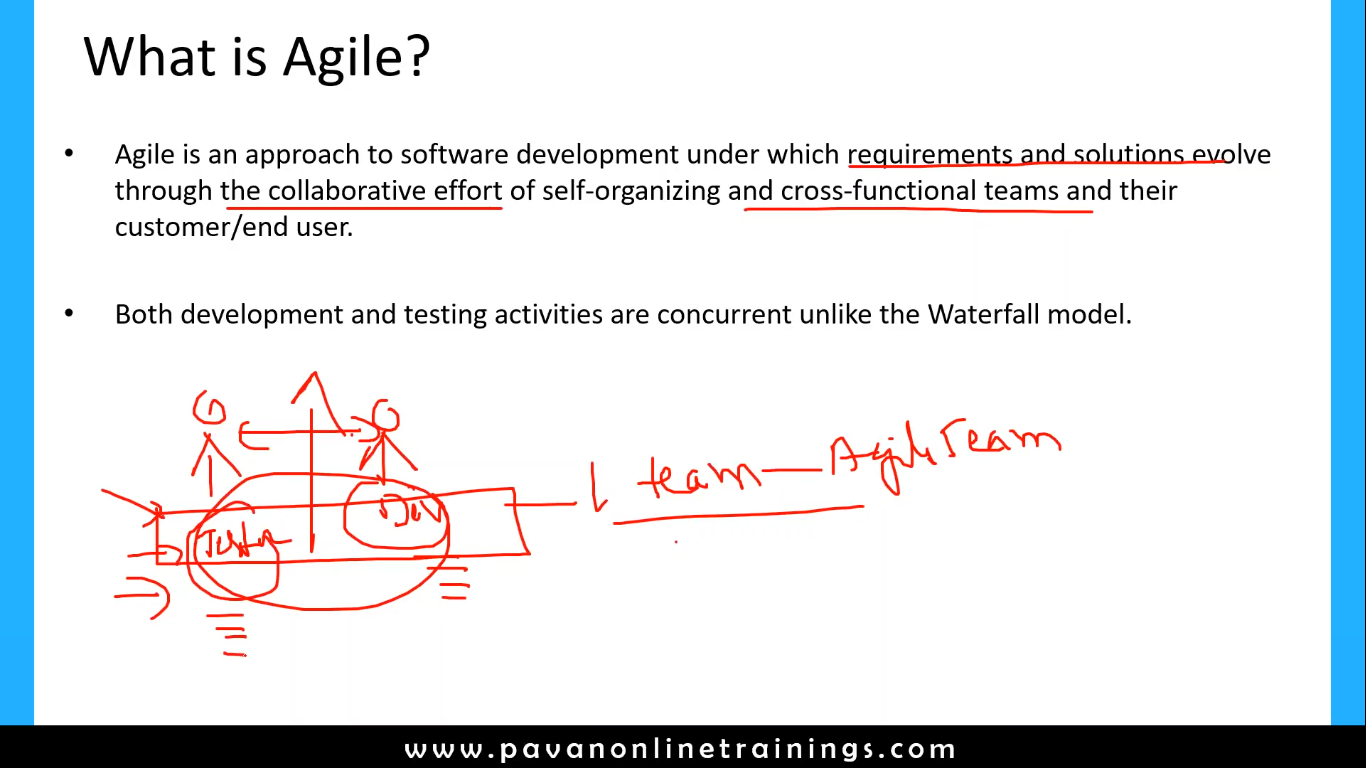 What is Agile?
• Agile is an approach to software development under which requirements and solutions evolve
through the collaborative effort of self-organizing and cross-functional teams and their
customer/end user.
• Both development and testing activities are concurrent unlike the Waterfall model.
team — Agile Team
Dev
Tester
www.pavanonlinetrainings.com